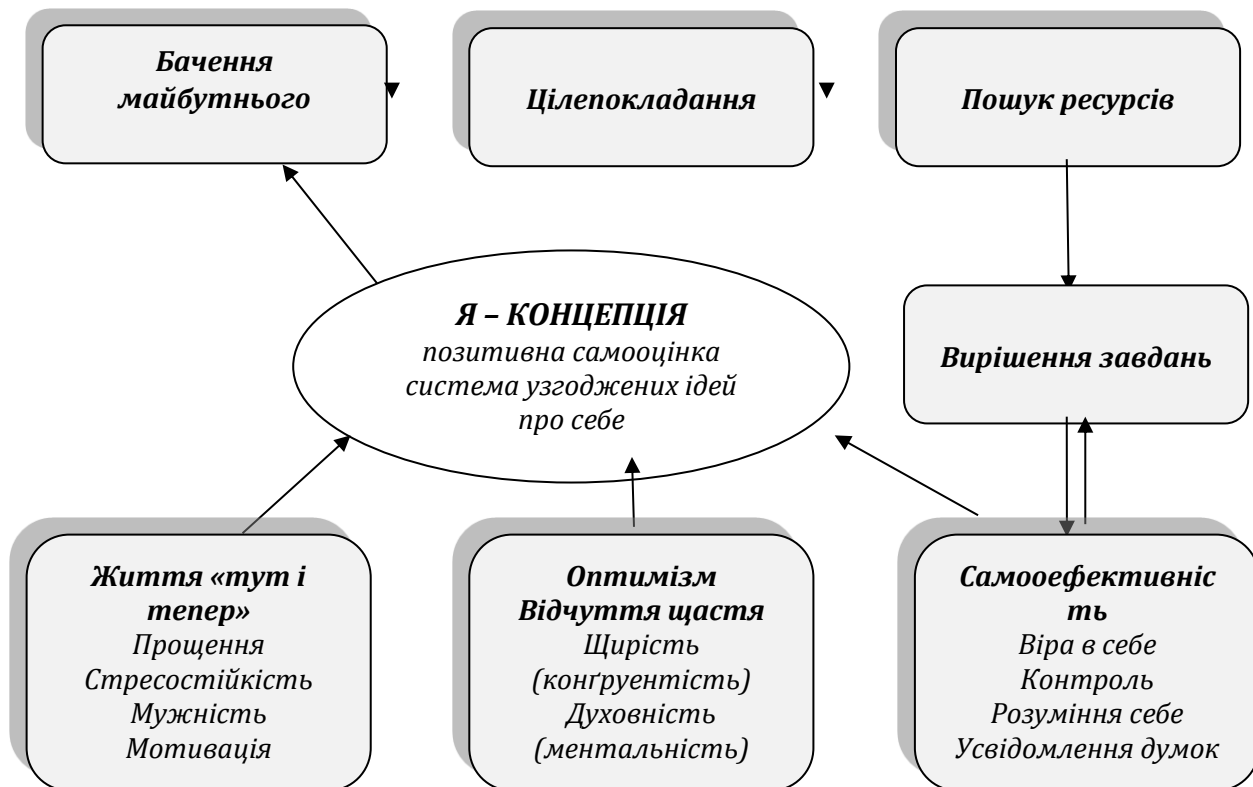 Бачення
майбутнього
Цілепокладання
Пошук ресурсів
Я – КОНЦЕПЦІЯ
позитивна самооцінка
система узгоджених ідей
про себе
Вирішення завдань
Життя «тут і
тепер»
Прощення
Стресостійкість
Мужність
Мотивація
Оптимізм
Відчуття щастя
Щирість
(конґруентість)
Духовність
(ментальність)
Самооефективніс
ть
Віра в себе
Контроль
Розуміння себе
Усвідомлення думок